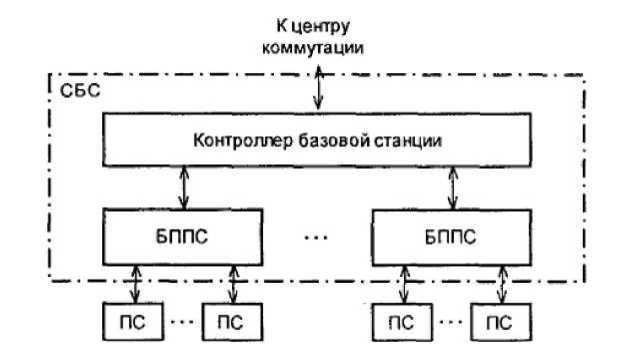 К центру
коммутации
СБС
Контроллер базовой станции
БППС
...
БППС
ПС ... ПС
ПС ... ПС